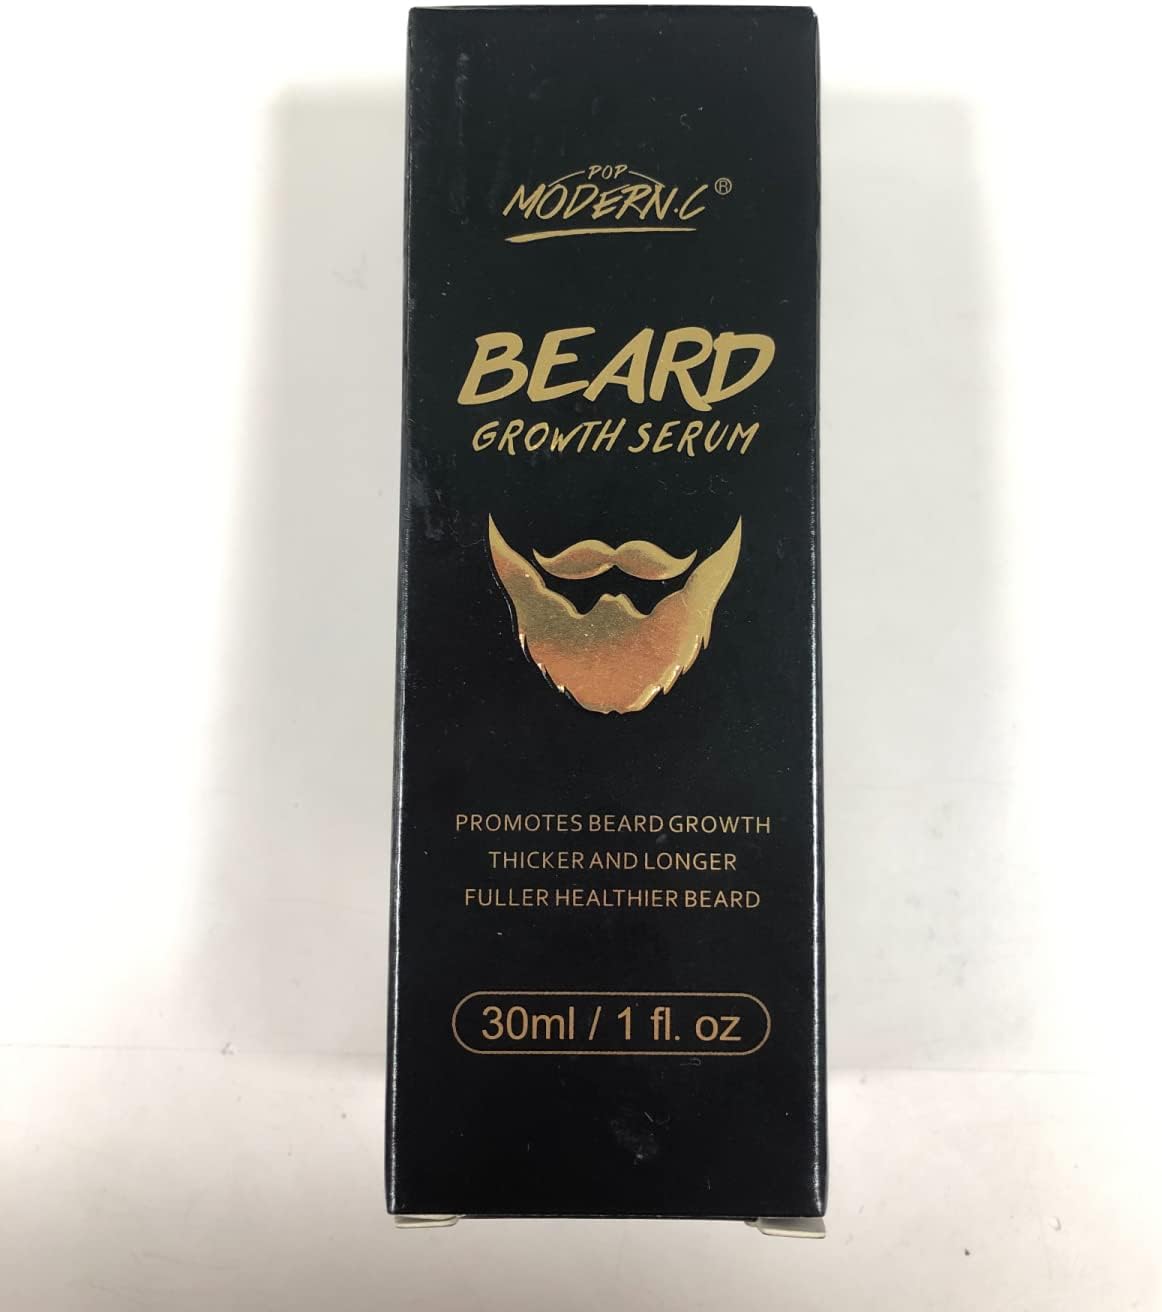 POP
MODERN.C®
BEARD
GROWTH SERUM
PROMOTES BEARD GROWTH
THICKER AND LONGER
FULLER HEALTHIER BEARD
30ml / 1 fl. oz